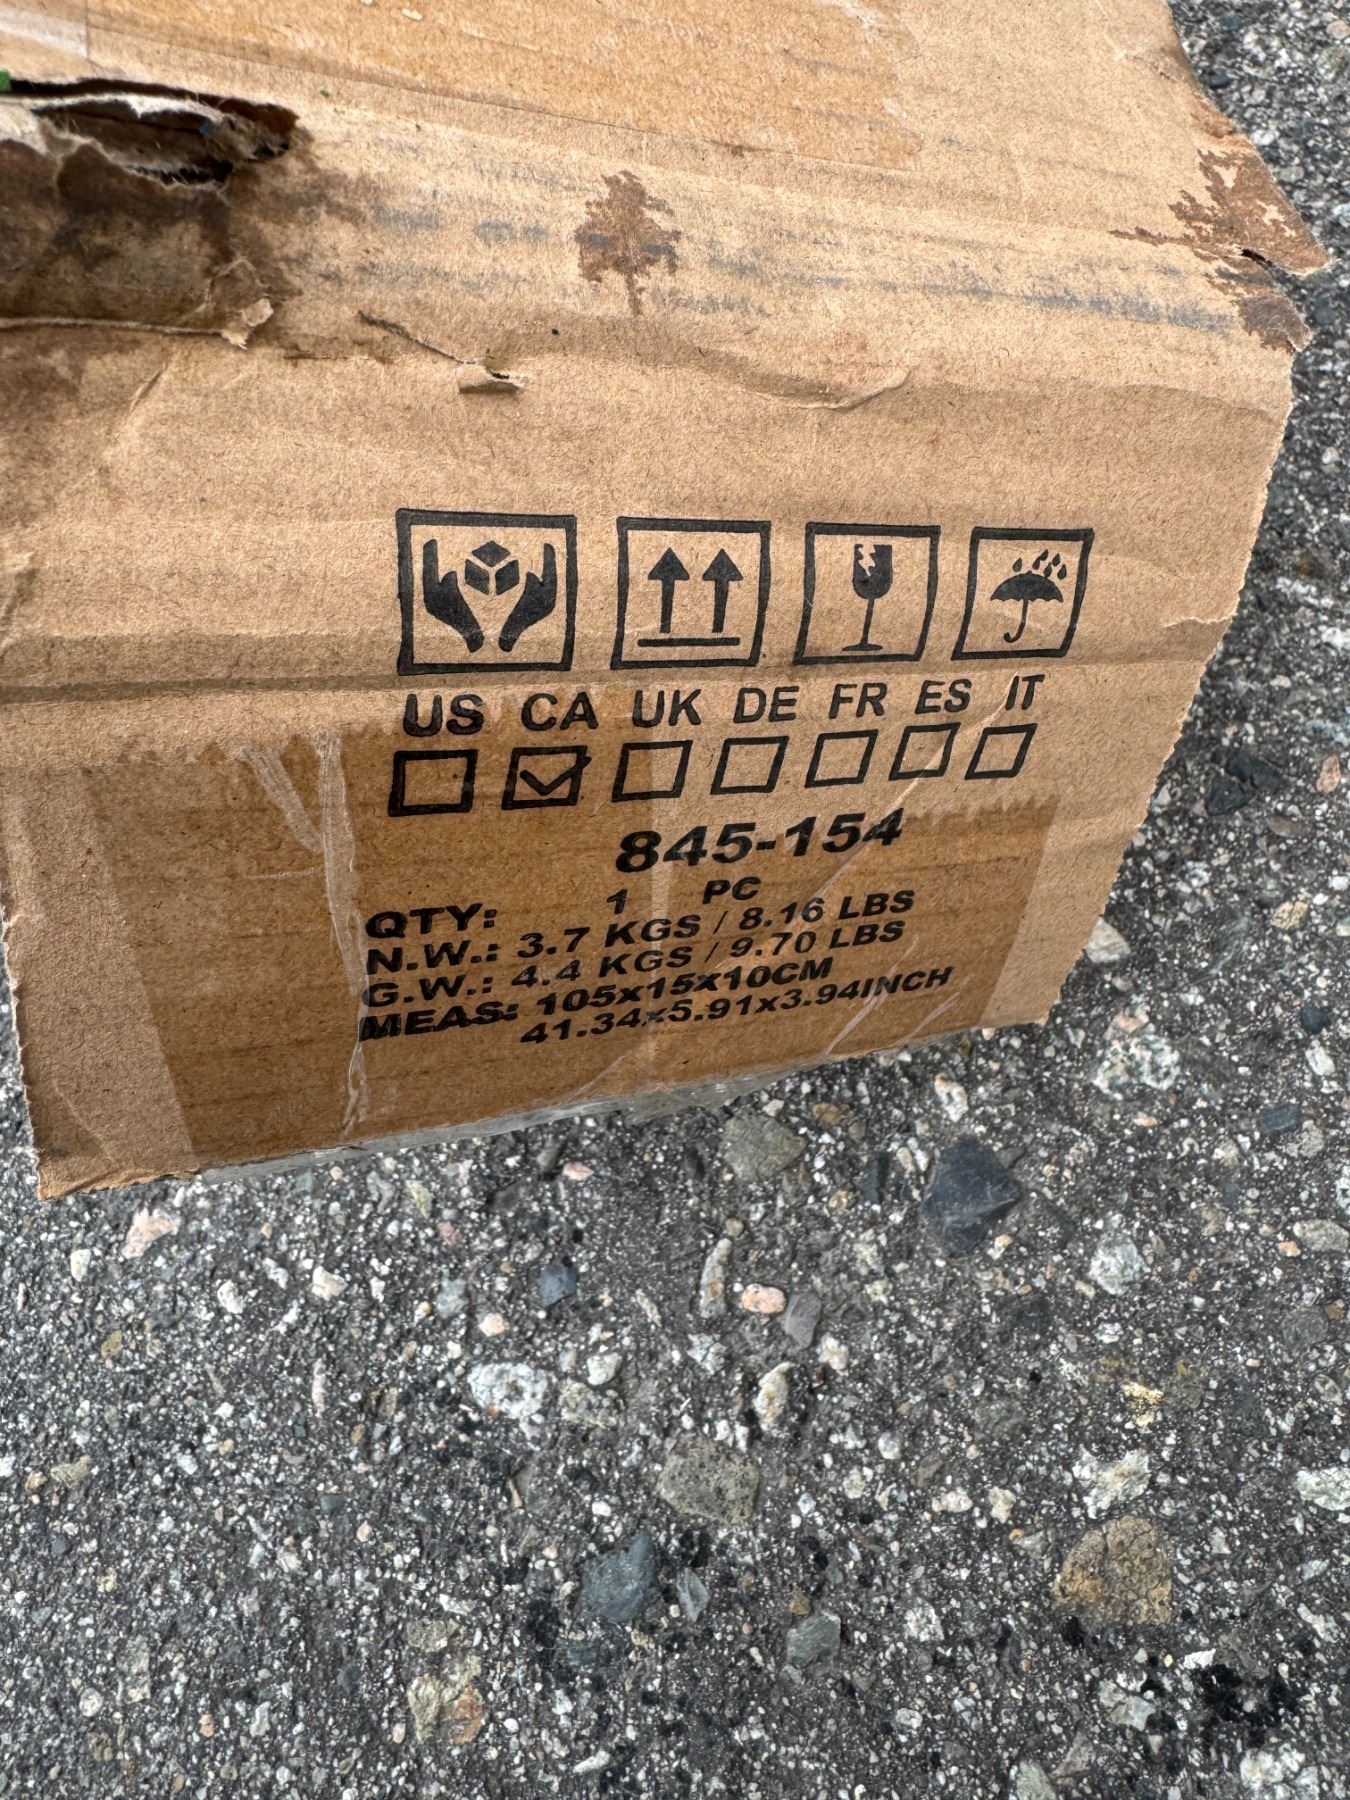 US CA UK DE FR ES IT
845-154
QTY: 1 PC
N.W.: 3.7 KGS / 8.16 LBS
G.W.: 4.4 KGS / 9.70 LBS
MEAS: 105x15x10CM
41.34x5.91x3.94INCH